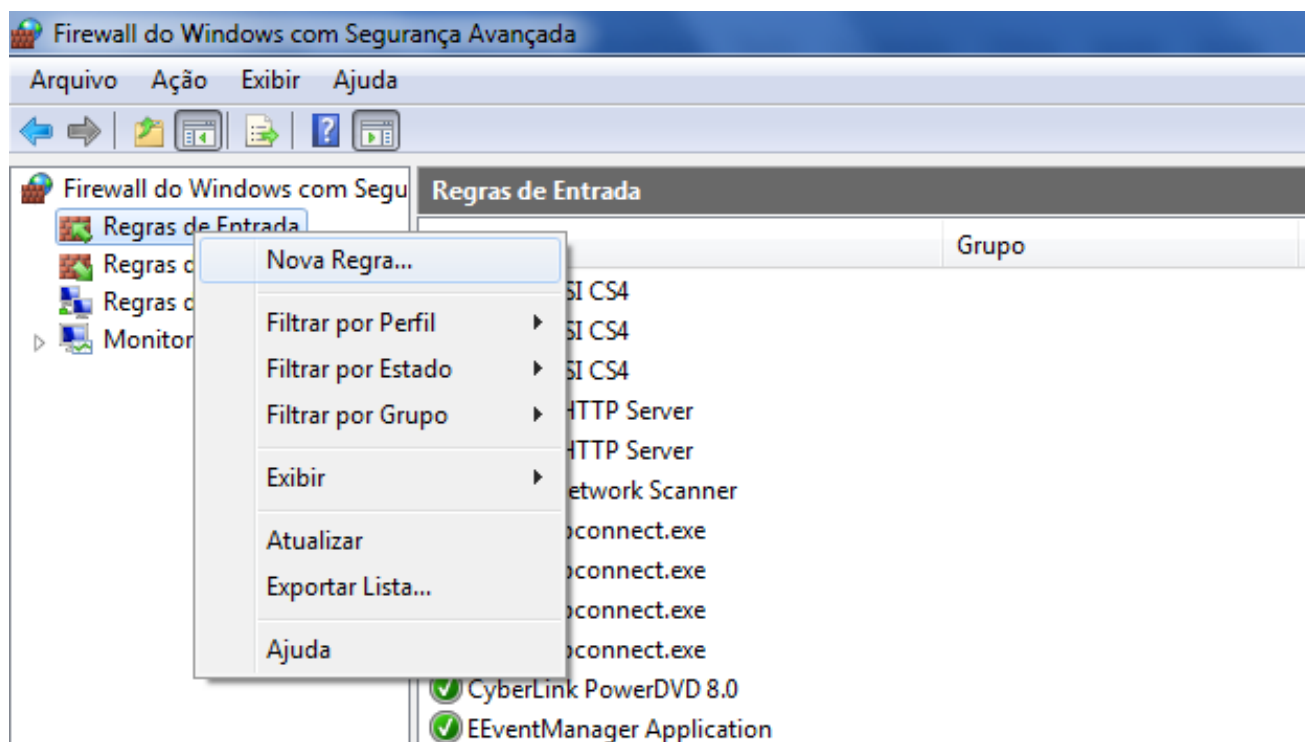 Firewall do Windows com Segurança Avançada
Arquivo Ação Exibir Ajuda
Firewall do Windows com Segu
Regras de Entrada
Regras d
Regras d
Monitor
Nova Regra...
Filtrar por Perfil
Filtrar por Estado
Filtrar por Grupo
Exibir
Atualizar
Exportar Lista...
Ajuda
Regras de Entrada
Grupo
SI CS4
SI CS4
SI CS4
HTTP Server
HTTP Server
etwork Scanner
connect.exe
connect.exe
connect.exe
connect.exe
CyberLink PowerDVD 8.0
EEventManager Application